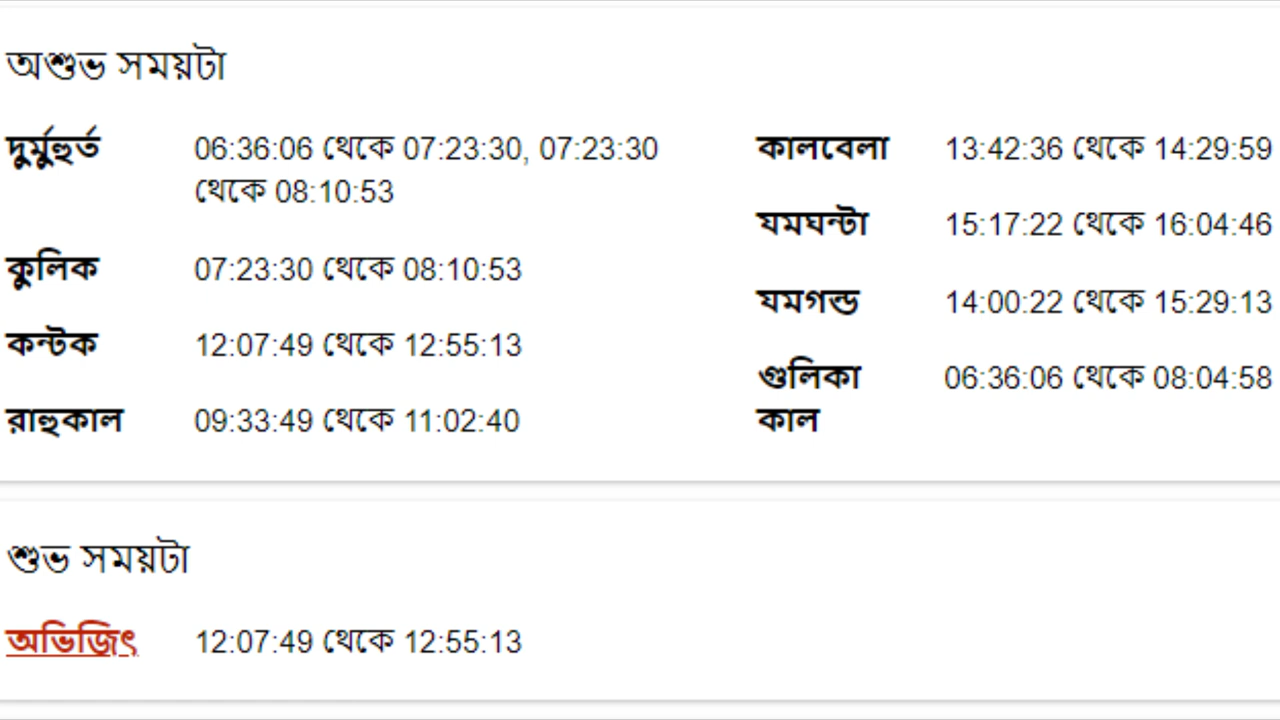 অশুভ সময়টা
দুর্মুহুর্ত 06:36:06 থেকে 07:23:30, 07:23:30
থেকে 08:10:53
কুলিক 07:23:30 থেকে 08:10:53
কন্টক 12:07:49 থেকে 12:55:13
রাহুকাল 09:33:49 থেকে 11:02:40
কালবেলা 13:42:36 থেকে 14:29:59
যমঘন্টা 15:17:22 থেকে 16:04:46
যমগন্ড 14:00:22 থেকে 15:29:13
গুলিকা 06:36:06 থেকে 08:04:58
কাল
শুভ সময়টা
অভিজিৎ 12:07:49 থেকে 12:55:13